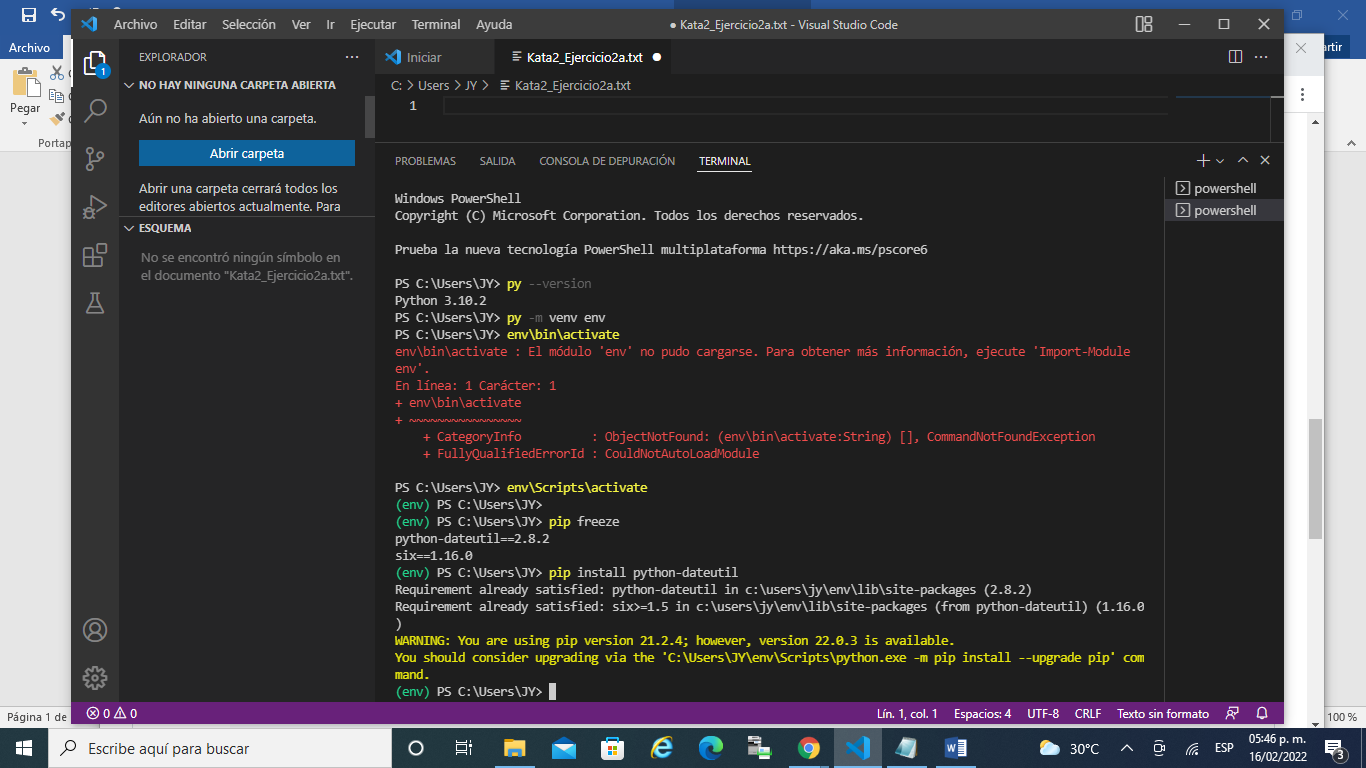 Archivo Editar Selección Ver Ir Ejecutar Terminal Ayuda
● Kata2_Ejercicio2a.txt - Visual Studio Code
Archivo
Pegar
Portap
Página 1 de
1
EXPLORADOR
NO HAY NINGUNA CARPETA ABIERTA
Aún no ha abierto una carpeta.
Abrir carpeta
Abrir una carpeta cerrará todos los
editores abiertos actualmente. Para
ESQUEMA
No se encontró ningún símbolo en
el documento "Kata2_Ejercicio2a.txt".
Iniciar
Kata2_Ejercicio2a.txt
C: > Users > JY > Kata2_Ejercicio2a.txt
1
PROBLEMAS SALIDA CONSOLA DE DEPURACIÓN TERMINAL
powershell
powershell
Windows PowerShell
Copyright (C) Microsoft Corporation. Todos los derechos reservados.
Prueba la nueva tecnología PowerShell multiplataforma https://aka.ms/pscore6
PS C:\Users\JY> py --version
Python 3.10.2
PS C:\Users\JY> py -m venv env
PS C:\Users\JY> env\bin\activate
env\bin\activate : El módulo 'env' no pudo cargarse. Para obtener más información, ejecute 'Import-Module
env'.
En línea: 1 Carácter: 1
+ env\bin\activate
+ ~~~~~~~~~~~~~~~~
+ CategoryInfo : ObjectNotFound: (env\bin\activate:String) [], CommandNotFoundException
+ FullyQualifiedErrorId : CouldNotAutoLoadModule
PS C:\Users\JY> env\Scripts\activate
(env) PS C:\Users\JY>
(env) PS C:\Users\JY> pip freeze
python-dateutil==2.8.2
six==1.16.0
(env) PS C:\Users\JY> pip install python-dateutil
Requirement already satisfied: python-dateutil in c:\users\jy\env\lib\site-packages (2.8.2)
Requirement already satisfied: six>=1.5 in c:\users\jy\env\lib\site-packages (from python-dateutil) (1.16.0
)
WARNING: You are using pip version 21.2.4; however, version 22.0.3 is available.
You should consider upgrading via the 'C:\Users\JY\env\Scripts\python.exe -m pip install --upgrade pip' com
mand.
(env) PS C:\Users\JY>
0 0
Lín. 1, col. 1 Espacios: 4 UTF-8 CRLF Texto sin formato
rtir
100 %
Escribe aquí para buscar
30°C
ESP
05:46 p. m.
16/02/2022
3